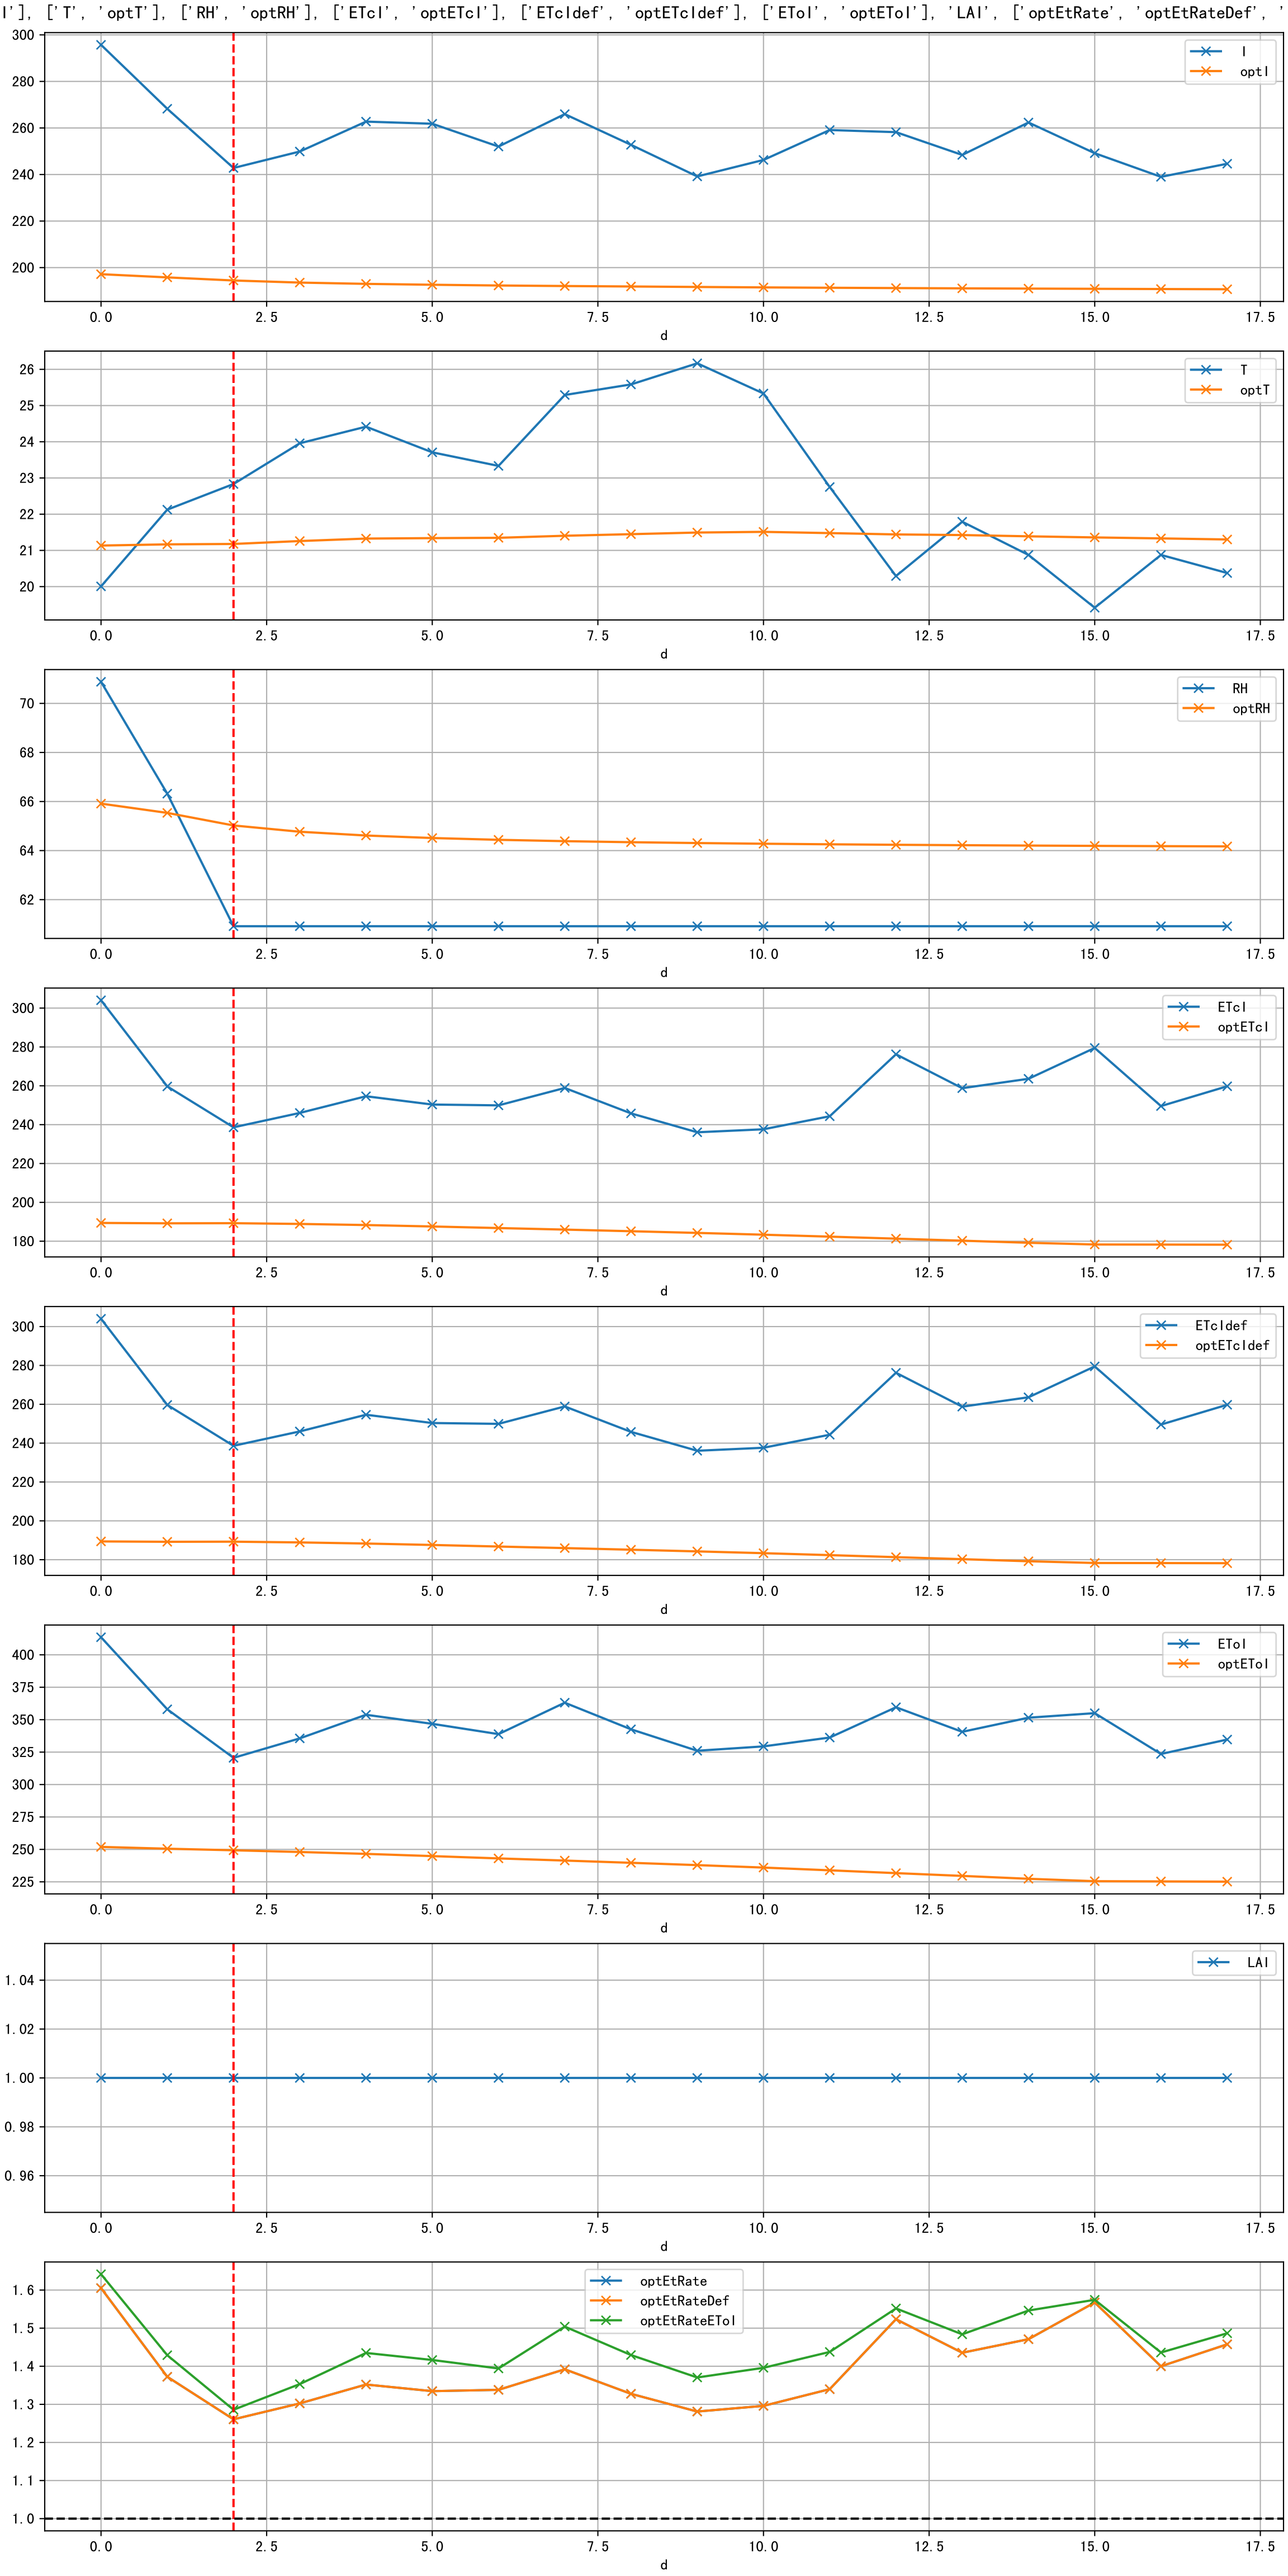 I'], ['T', 'optT'], ['RH', 'optRH'], ['ETcI', 'optETcI'], ['ETcIdef', 'optETcIdef'], ['EToI', 'optEToI'], 'LAI', ['optEtRate', 'optEtRateDef', '
300
280
260
240
220
200
I
optI
0.0 2.5 5.0 7.5 10.0 12.5 15.0 17.5
d
26
25
24
23
22
21
20
T
optT
0.0 2.5 5.0 7.5 10.0 12.5 15.0 17.5
d
70
68
66
64
62
RH
optRH
0.0 2.5 5.0 7.5 10.0 12.5 15.0 17.5
d
300
280
260
240
220
200
180
ETcI
optETcI
0.0 2.5 5.0 7.5 10.0 12.5 15.0 17.5
d
300
280
260
240
220
200
180
ETcIdef
optETcIdef
0.0 2.5 5.0 7.5 10.0 12.5 15.0 17.5
d
400
375
350
325
300
275
250
225
EToI
optEToI
0.0 2.5 5.0 7.5 10.0 12.5 15.0 17.5
d
1.04
1.02
1.00
0.98
0.96
LAI
0.0 2.5 5.0 7.5 10.0 12.5 15.0 17.5
d
1.6
1.5
1.4
1.3
1.2
1.1
1.0
optEtRate
optEtRateDef
optEtRateEToI
0.0 2.5 5.0 7.5 10.0 12.5 15.0 17.5
d